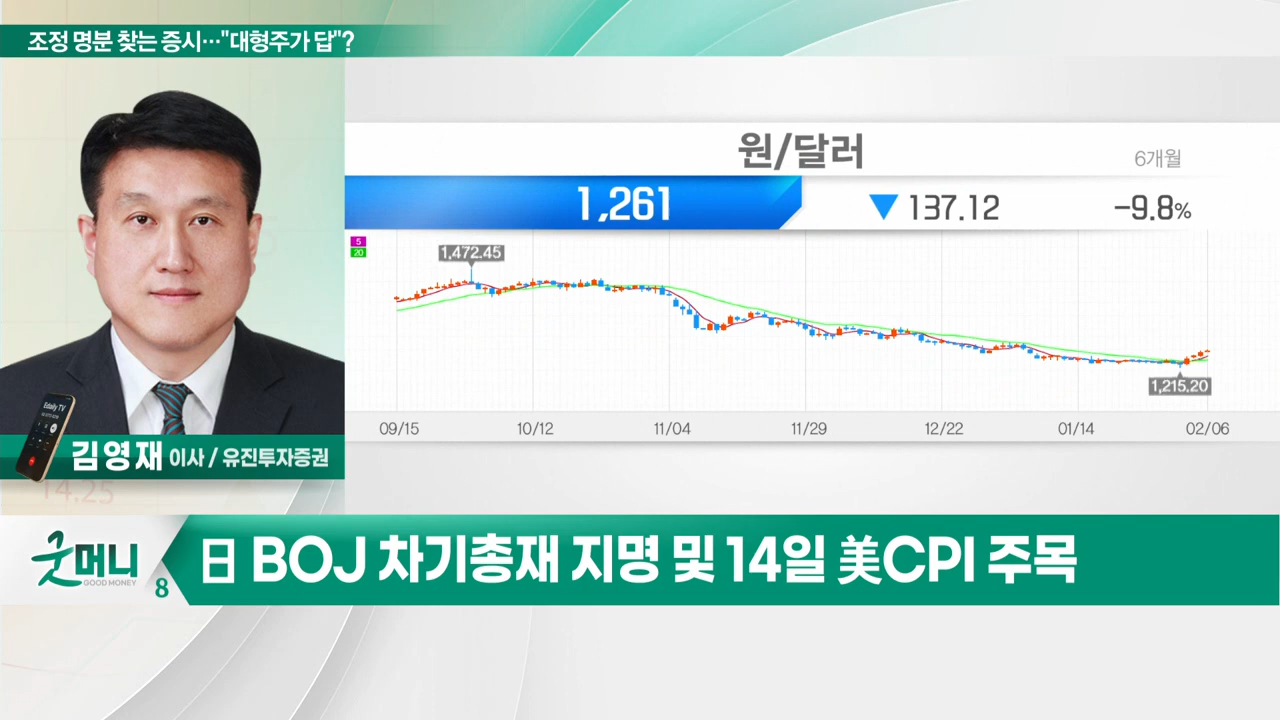 조정 명분 찾는 증시…"대형주가 답"?
원/달러
6개월
1,261
▼137.12
-9.8%
5
20
1,472.45
1,215.20
09/15 10/12 11/04 11/29 12/22 01/14 02/06
Edaily TV
김영재 이사 / 유진투자증권
14.25
굿머니
GOOD MONEY
8
日 BOJ 차기총재 지명 및 14일 美CPI 주목